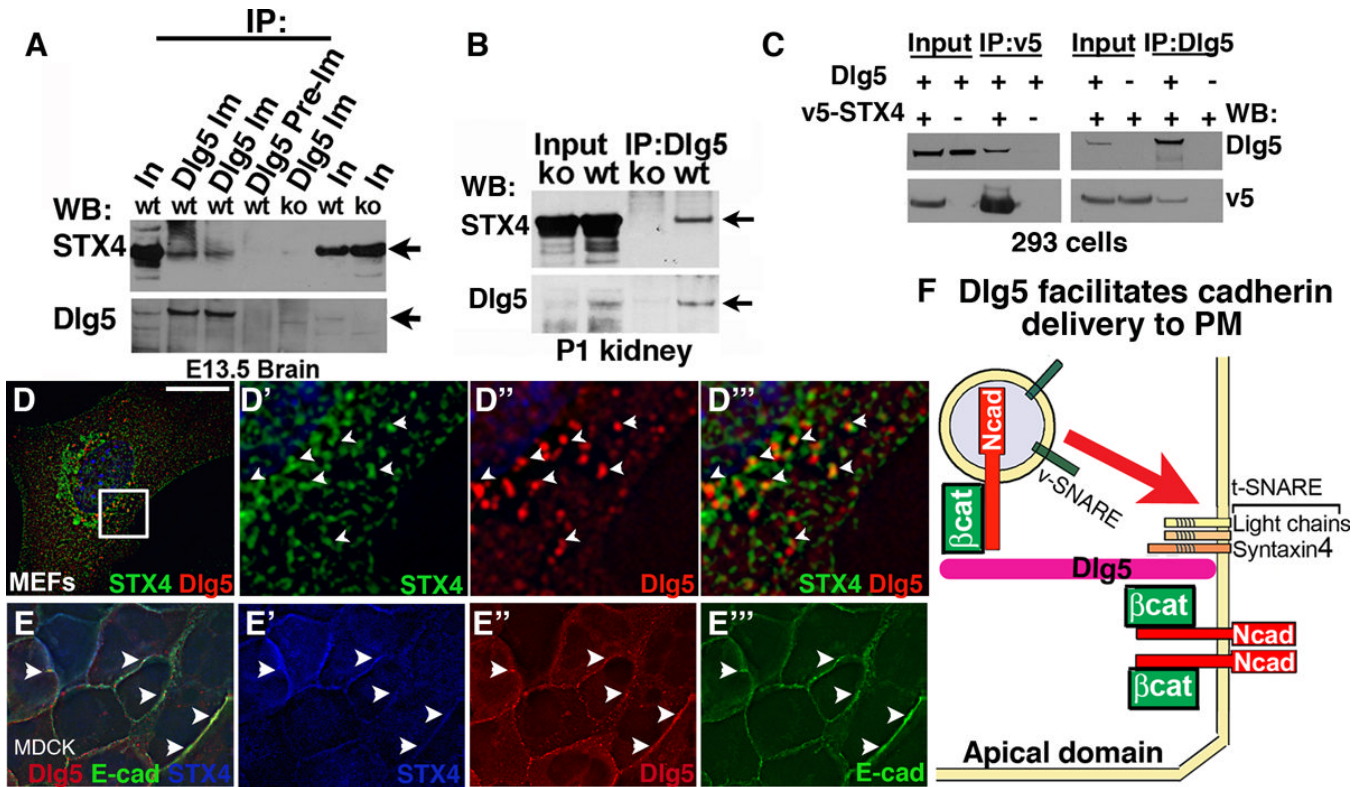 A
IP:
In
Dlg5 Im
Dlg5 Im
Dlg5 Pre-Im
Dlg5 Im
In
In
WB: wt wt wt wt ko wt ko
STX4
Dlg5
E13.5 Brain
B
Input IP:Dlg5
WB: ko wt ko wt
STX4
Dlg5
P1 kidney
C
Input IP:v5 Input IP:Dlg5
Dlg5 + + + + + - + -
v5-STX4 + - + - + + + + WB:
Dlg5
v5
293 cells
D
MEFs STX4 Dlg5
D'
STX4
D''
Dlg5
D'''
STX4 Dlg5
E
MDCK
Dlg5 E-cad STX4
E'
STX4
E''
Dlg5
E'''
E-cad
F Dlg5 facilitates cadherin
delivery to PM
Ncad
βcat
v-SNARE
t-SNARE
Light chains
Syntaxin4
Dlg5
βcat
Ncad
Ncad
βcat
Apical domain